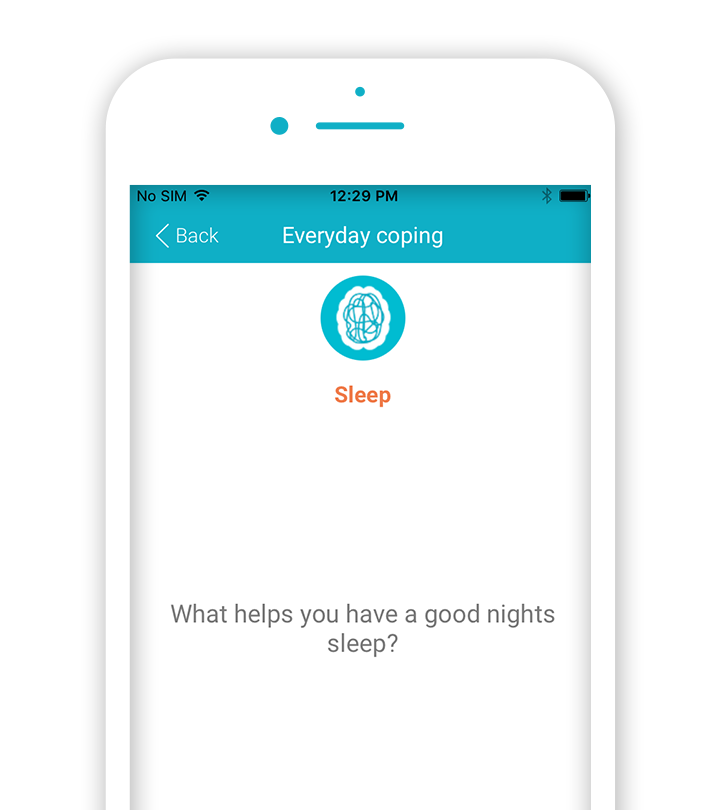 No SIM 12:29 PM
Back Everyday coping
Sleep
What helps you have a good nights
sleep?